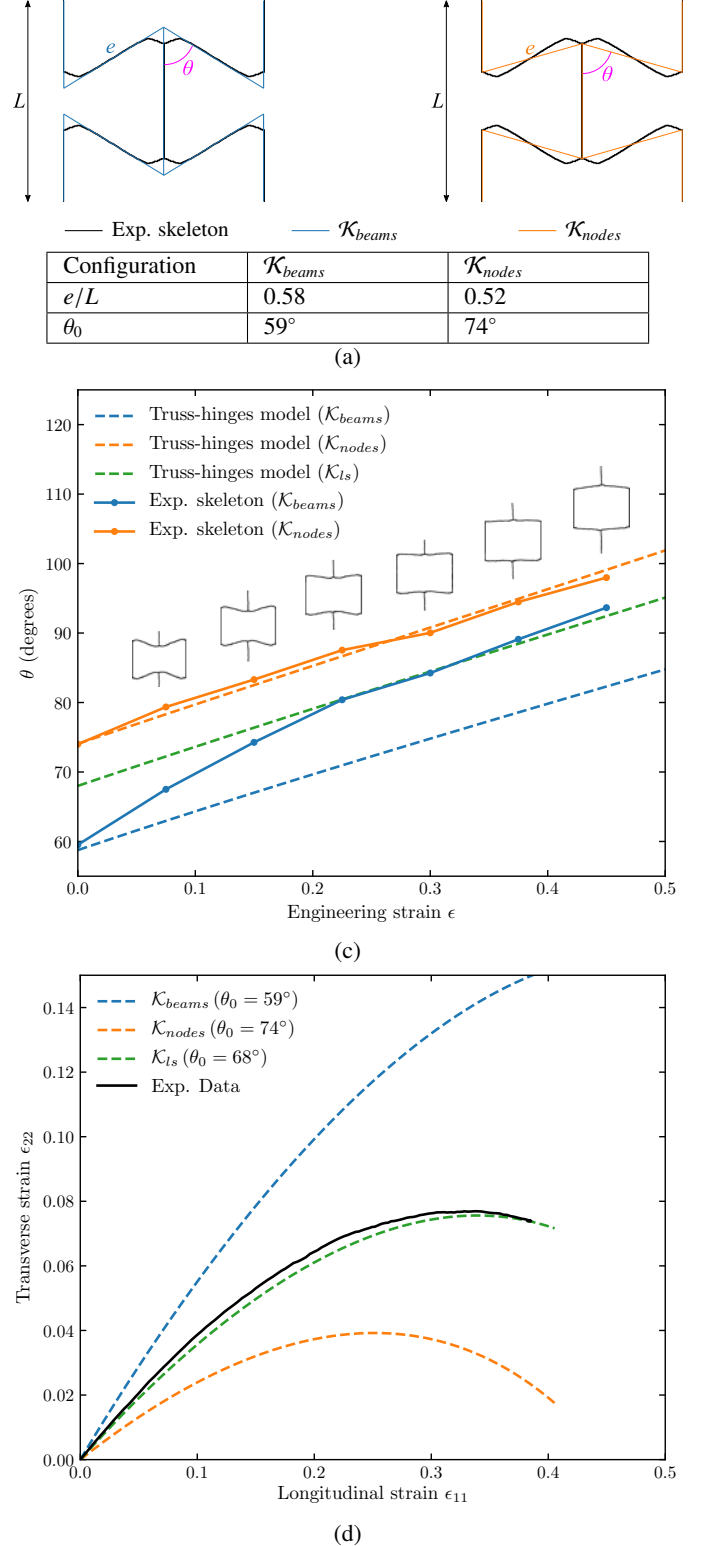 e
θ
L
e
θ
L
Exp. skeleton
𝒦beams
𝒦nodes
Configuration 𝒦beams 𝒦nodes
e/L 0.58 0.52
θ0 59° 74°
(a)
Truss-hinges model (𝒦beams)
Truss-hinges model (𝒦nodes)
Truss-hinges model (𝒦ls)
Exp. skeleton (𝒦beams)
Exp. skeleton (𝒦nodes)
120
110
100
90
80
70
60
θ (degrees)
0.0 0.1 0.2 0.3 0.4 0.5
Engineering strain ϵ
(c)
𝒦beams (θ0 = 59°)
𝒦nodes (θ0 = 74°)
𝒦ls (θ0 = 68°)
Exp. Data
0.14
0.12
0.10
0.08
0.06
0.04
0.02
0.00
Transverse strain ϵ22
0.0 0.1 0.2 0.3 0.4 0.5
Longitudinal strain ϵ11
(d)